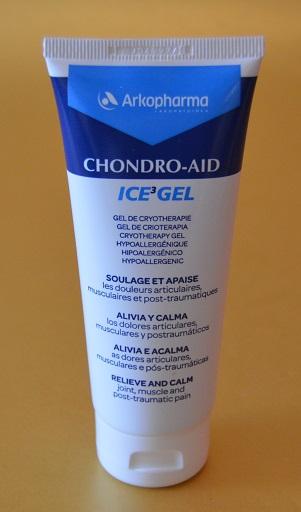 Arkopharma
LABORATOIRES
CHONDRO-AID
ICE³GEL
GEL DE CRYOTHERAPIE
GEL DE CRIOTERAPIA
CRYOTHERAPY GEL
HYPOALLERGÉNIQUE
HIPOALERGÉNICO
HYPOALLERGENIC
SOULAGE ET APAISE
les douleurs articulaires,
musculaires et post-traumatiques
ALIVIA Y CALMA
los dolores articulares,
musculares y postraumáticos
ALIVIA E ACALMA
as dores articulares,
musculares e pós-traumáticas
RELIEVE AND CALM
joint, muscle and
post-traumatic pain